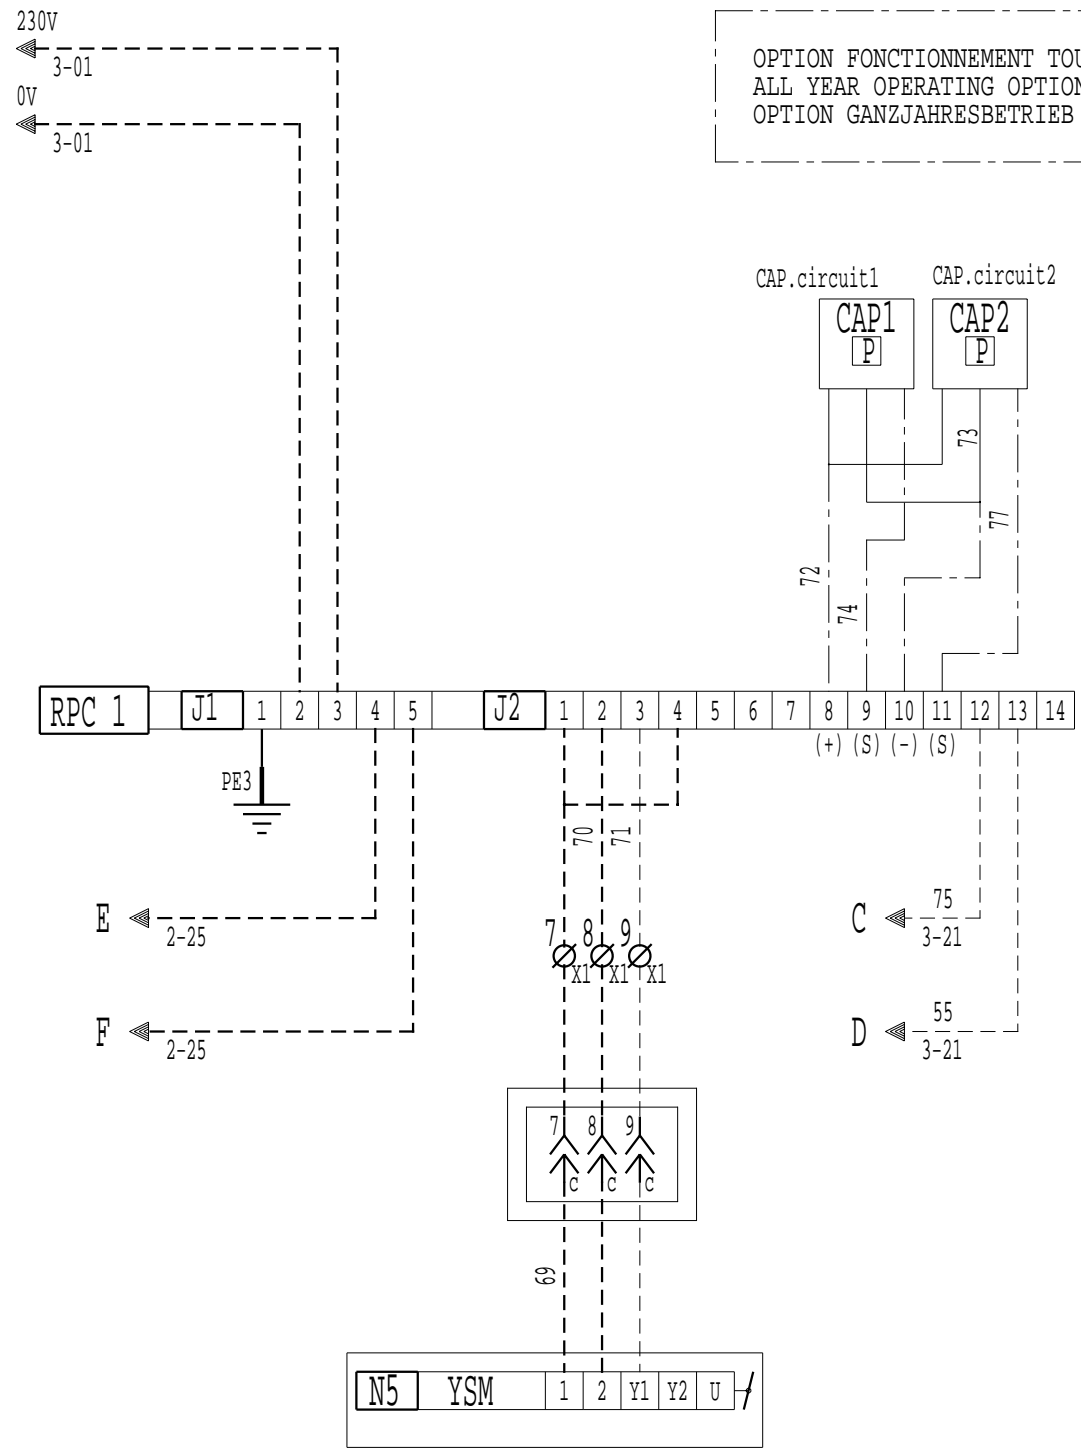 230V
3-01
0V
3-01
OPTION FONCTIONNEMENT
ALL YEAR OPERATING OPTION
OPTION GANZJAHRESBETRIEB
CAP.circuit1
CAP.circuit2
CAP1
CAP2
P
P
73
77
72
74
RPC 1
J1
1 2 3 4 5
J2
1 2 3 4 5 6 7 8 9 10 11 12 13 14
(+) (S) (-) (S)
PE3
70
71
E
2-25
7 8 9
X1 X1 X1
C
75
3-21
F
2-25
D
55
3-21
7 8 9
C C C
69
N5 YSM 1 2 Y1 Y2 U